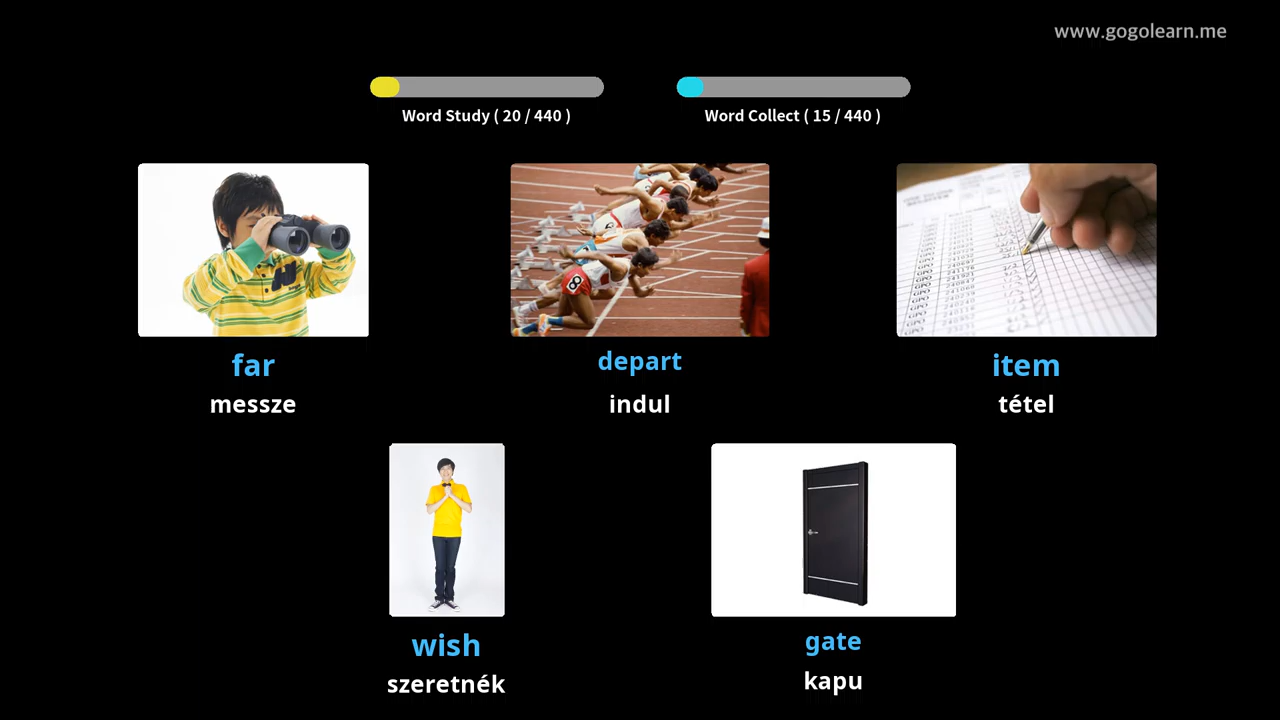 www.gogolearn.me
Word Study ( 20 / 440 )
Word Collect ( 15 / 440 )
far
messze
depart
indul
item
tétel
wish
szeretnék
gate
kapu